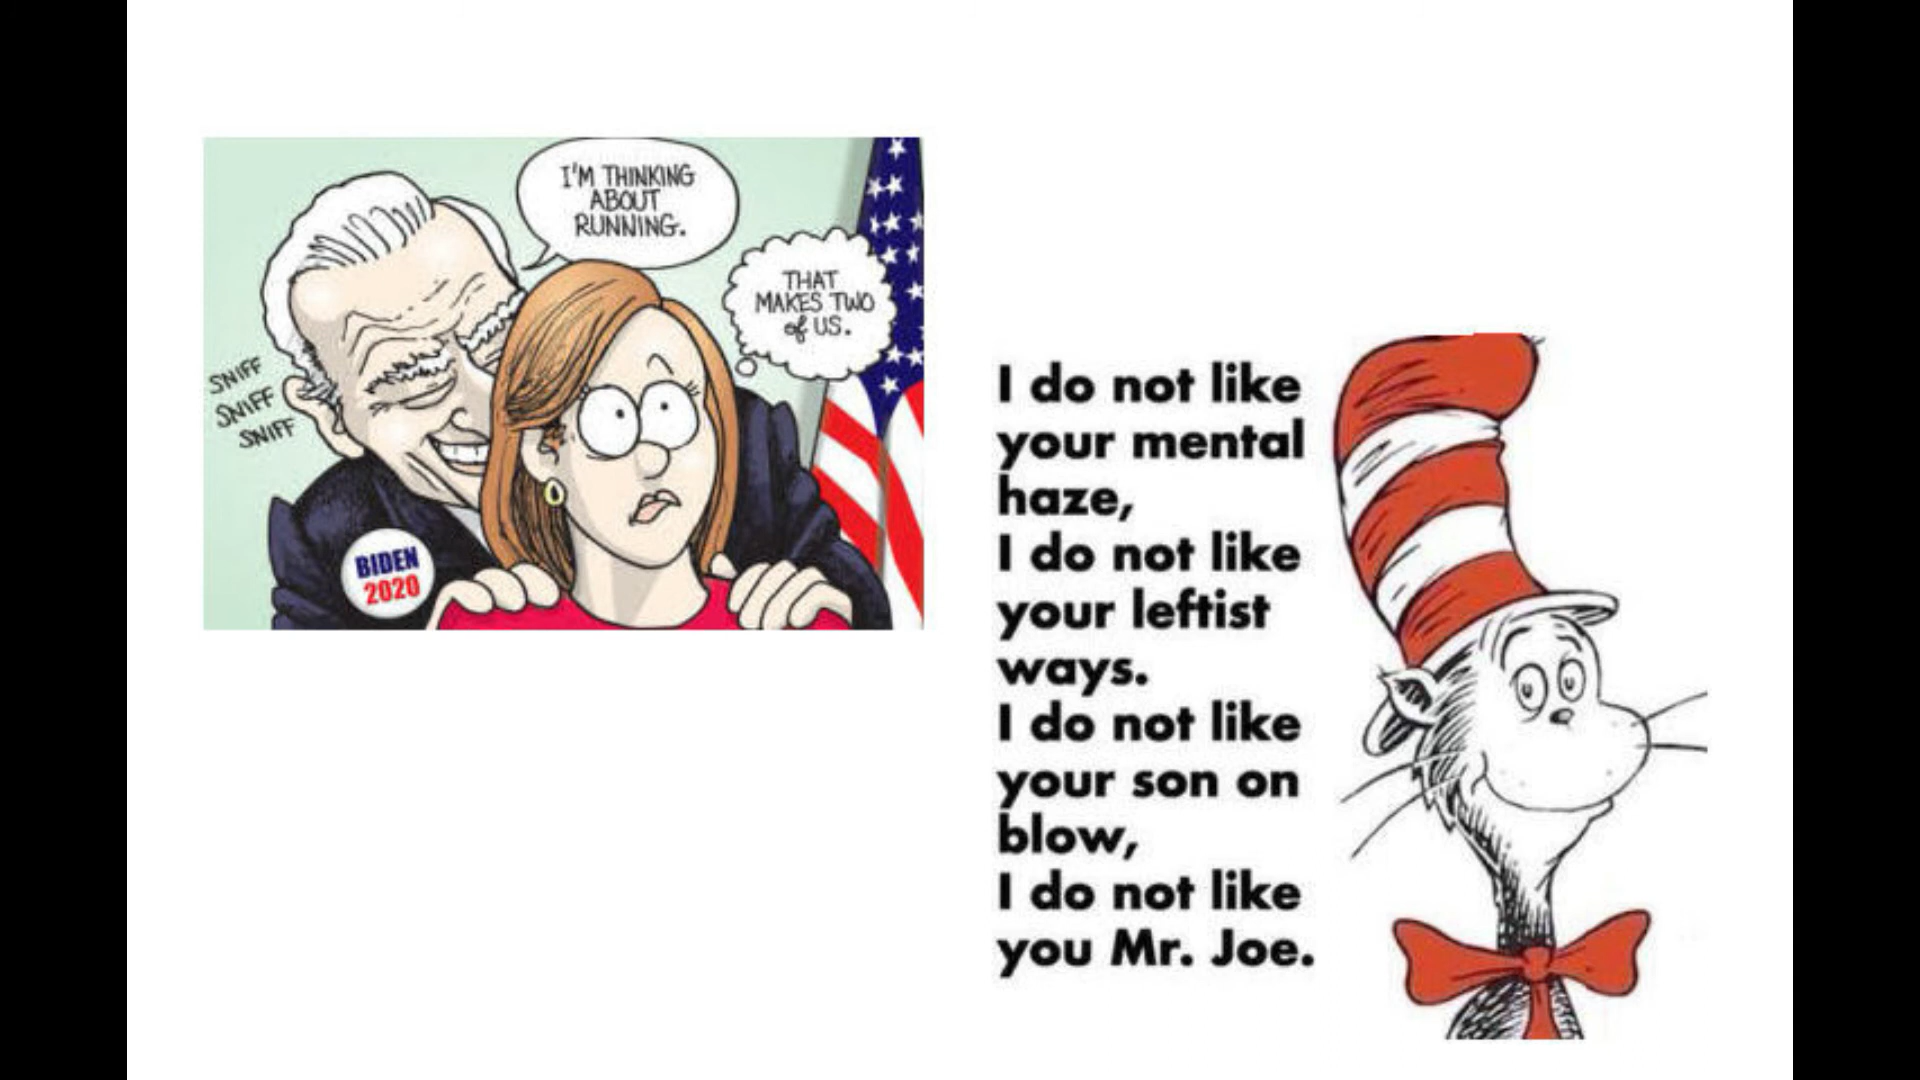 I'M THINKING
ABOUT
RUNNING.
THAT
MAKES TWO
of US.
SNIFF
SNIFF
SNIFF
BIDEN
2020
I do not like
your mental
haze,
I do not like
your leftist
ways.
I do not like
your son on
blow,
I do not like
you Mr. Joe.